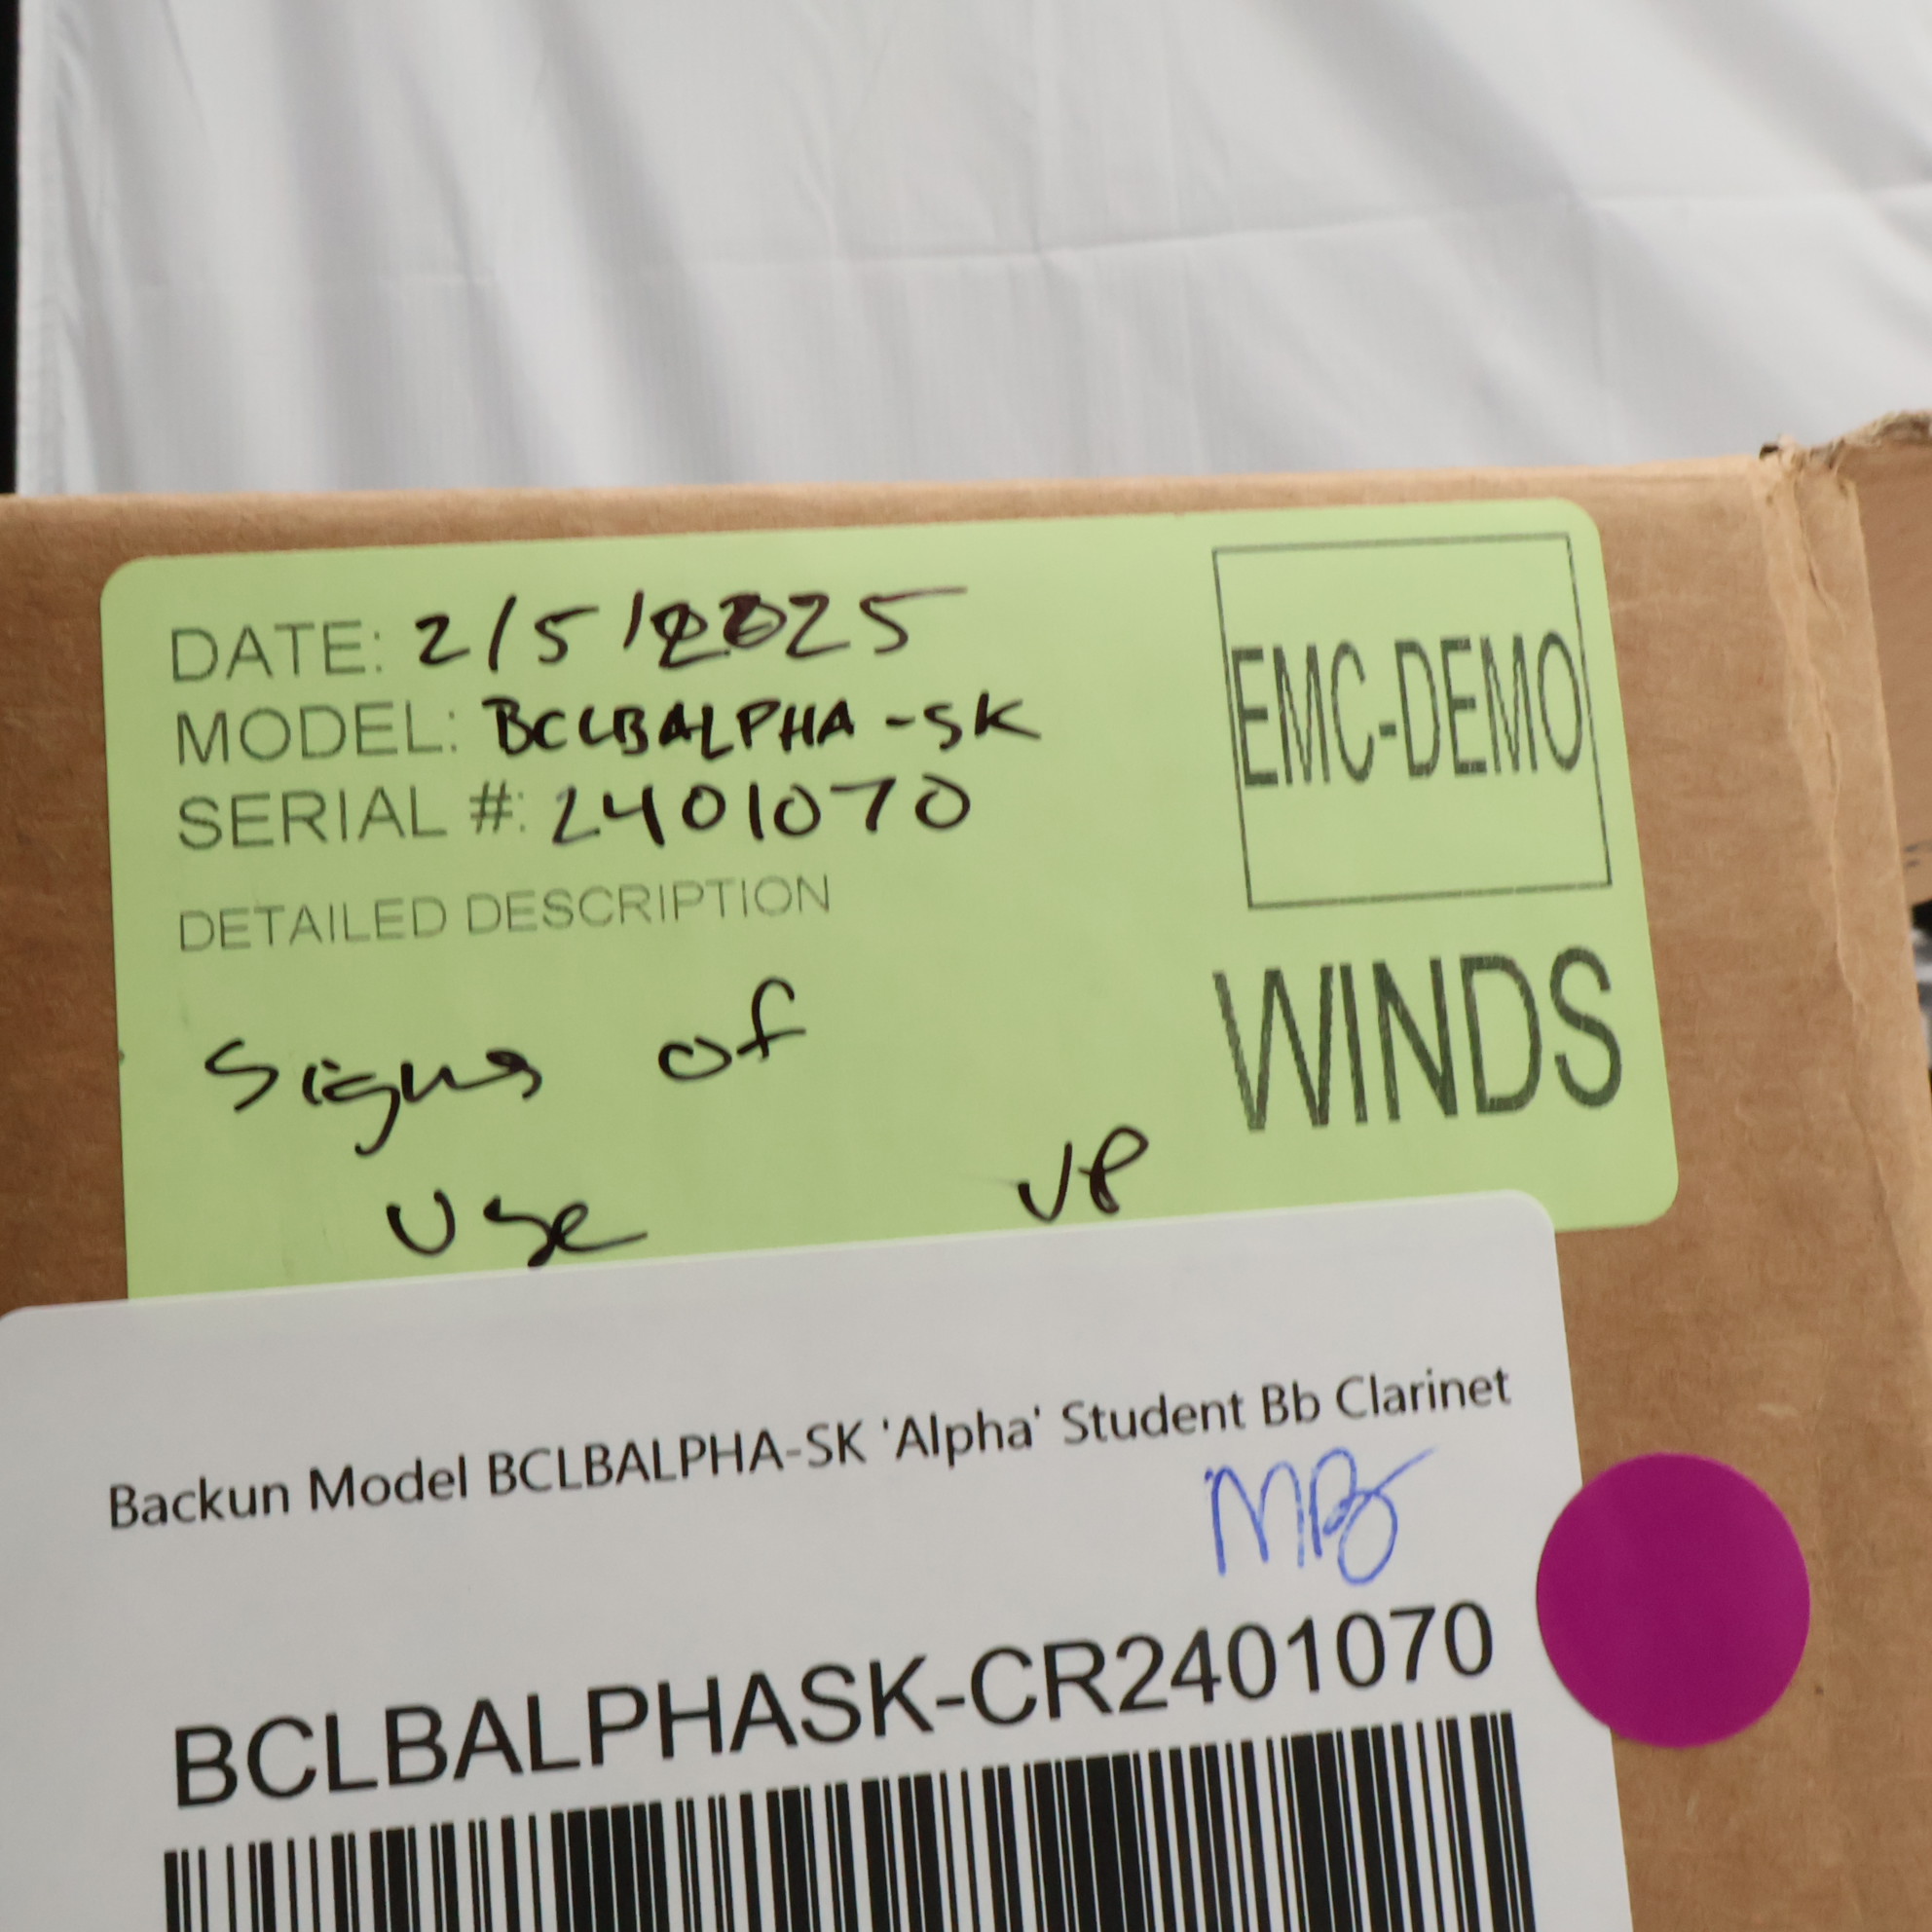 DATE: 2/5/2025
MODEL: BCLBALPHA-SK
SERIAL #: 2401070
DETAILED DESCRIPTION
Signs of
Use
VP
EMC-DEMO
WINDS
Backun Model BCLBALPHA-SK 'Alpha' Student Bb Clarinet
BCLBALPHASK-CR2401070